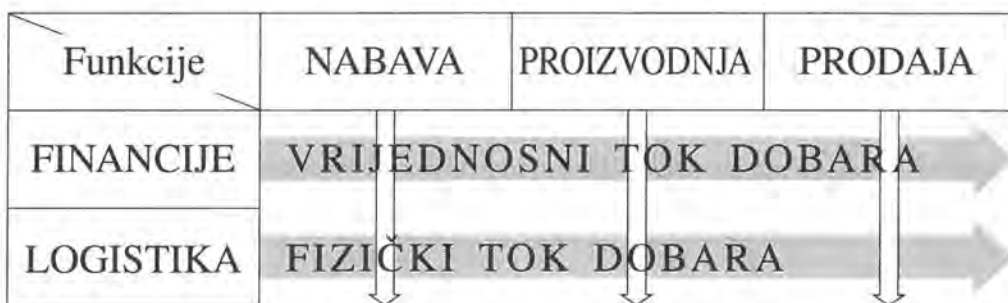 Funkcije NABAVA PROIZVODNJA PRODAJA
FINANCIJE VRIJEDNOSNI TOK DOBARA
LOGISTIKA FIZIČKI TOK DOBARA